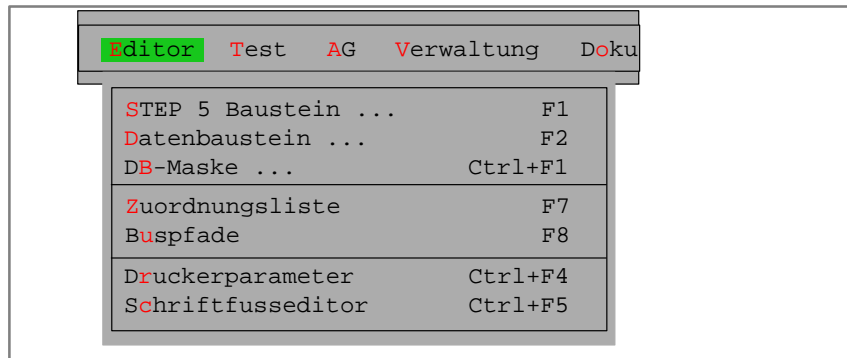 Editor Test AG Verwaltung Doku
STEP 5 Baustein ... F1
Datenbaustein ... F2
DB-Maske ... Ctrl+F1
Zuordnungsliste F7
Buspfade F8
Druckerparameter Ctrl+F4
Schriftfusseditor Ctrl+F5